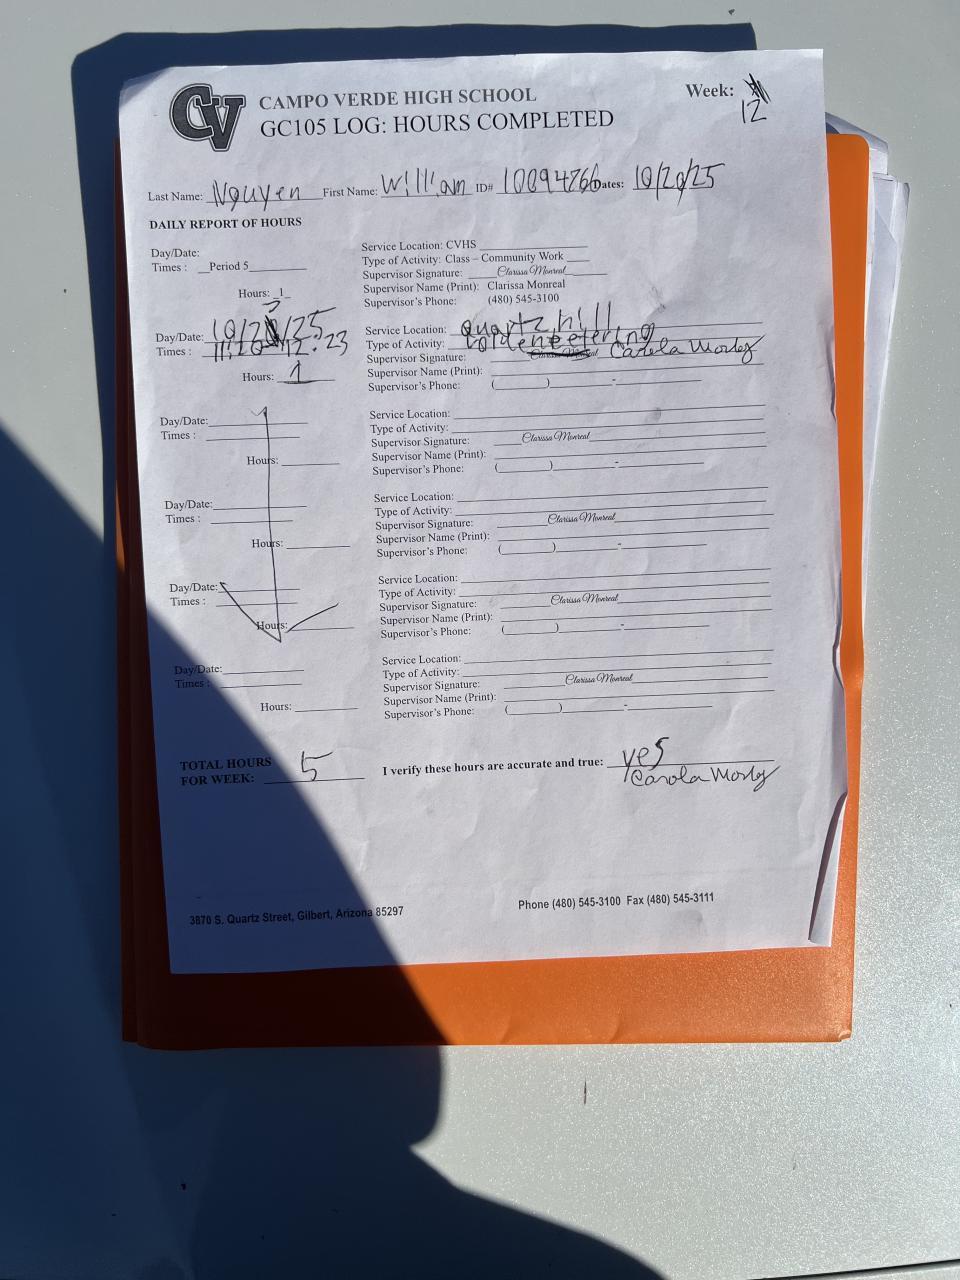 CV
CAMPO VERDE HIGH SCHOOL
GC105 LOG: HOURS COMPLETED
Week: 12
Last Name: Nguyen First Name: William ID# 10094266 Dates: 10/20/25
DAILY REPORT OF HOURS
Day/Date:
Times : Period 5
Hours: 1
Service Location: CVHS
Type of Activity: Class – Community Work
Supervisor Signature: Clarissa Monreal
Supervisor Name (Print): Clarissa Monreal
Supervisor's Phone: (480) 545-3100
Day/Date: /25
Times : 12:23
Hours: 1
Service Location: quartz hill
Type of Activity:
Supervisor Signature: Clarissa Monreal Carola
Supervisor Name (Print):
Supervisor's Phone: ( ) -
Day/Date:
Times :
Hours:
Service Location:
Type of Activity:
Supervisor Signature: Clarissa Monreal
Supervisor Name (Print):
Supervisor's Phone: ( ) -
Day/Date:
Times :
Hours:
Service Location:
Type of Activity:
Supervisor Signature: Clarissa Monreal
Supervisor Name (Print):
Supervisor's Phone: ( ) -
Day/Date:
Times :
Hours:
Service Location:
Type of Activity:
Supervisor Signature: Clarissa Monreal
Supervisor Name (Print):
Supervisor's Phone: ( ) -
Day/Date:
Times :
Hours:
Service Location:
Type of Activity:
Supervisor Signature: Clarissa Monreal
Supervisor Name (Print):
Supervisor's Phone: ( ) -
TOTAL HOURS
FOR WEEK: 5
I verify these hours are accurate and true: yes
Carola
3870 S. Quartz Street, Gilbert, Arizona 85297
Phone (480) 545-3100 Fax (480) 545-3111